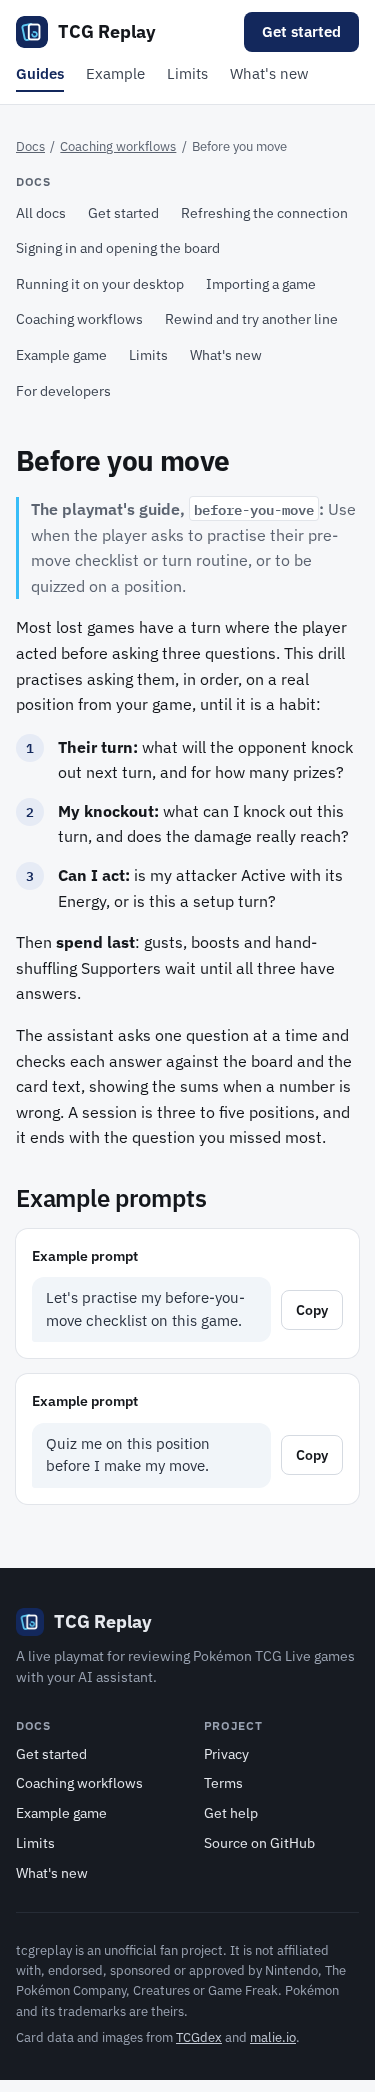 TCG Replay
Get started
Guides Example Limits What's new
Docs / Coaching workflows / Before you move
DOCS
All docs Get started Refreshing the connection
Signing in and opening the board
Running it on your desktop Importing a game
Coaching workflows Rewind and try another line
Example game Limits What's new
For developers
Before you move
The playmat's guide, before-you-move: Use
when the player asks to practise their pre-
move checklist or turn routine, or to be
quizzed on a position.
Most lost games have a turn where the player
acted before asking three questions. This drill
practises asking them, in order, on a real
position from your game, until it is a habit:
1 Their turn: what will the opponent knock
out next turn, and for how many prizes?
2 My knockout: what can I knock out this
turn, and does the damage really reach?
3 Can I act: is my attacker Active with its
Energy, or is this a setup turn?
Then spend last: gusts, boosts and hand-
shuffling Supporters wait until all three have
answers.
The assistant asks one question at a time and
checks each answer against the board and the
card text, showing the sums when a number is
wrong. A session is three to five positions, and
it ends with the question you missed most.
Example prompts
Example prompt
Let's practise my before-you-
move checklist on this game.
Copy
Example prompt
Quiz me on this position
before I make my move.
Copy
TCG Replay
A live playmat for reviewing Pokémon TCG Live games
with your AI assistant.
DOCS
Get started
Coaching workflows
Example game
Limits
What's new
PROJECT
Privacy
Terms
Get help
Source on GitHub
tcgreplay is an unofficial fan project. It is not affiliated
with, endorsed, sponsored or approved by Nintendo, The
Pokémon Company, Creatures or Game Freak. Pokémon
and its trademarks are theirs.
Card data and images from TCGdex and malie.io.